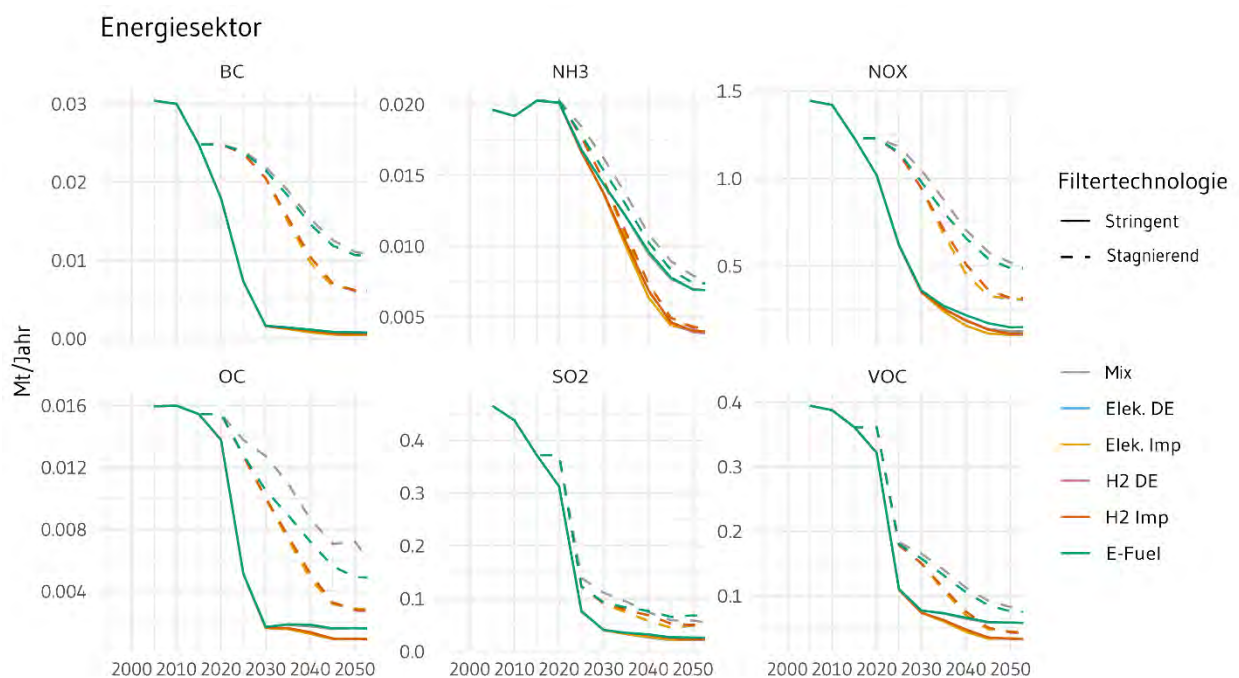 Energiesektor
BC
NH3
NOX
0.03
0.02
0.01
0.00
0.020
0.015
0.010
0.005
1.5
1.0
0.5
Filtertechnologie
Stringent
Stagnierend
Mt/Jahr
OC
SO2
VOC
0.016
0.012
0.008
0.004
0.4
0.3
0.2
0.1
0.0
0.4
0.3
0.2
0.1
Mix
Elek. DE
Elek. Imp
H2 DE
H2 Imp
E-Fuel
2000 2010 2020 2030 2040 2050
2000 2010 2020 2030 2040 2050
2000 2010 2020 2030 2040 2050